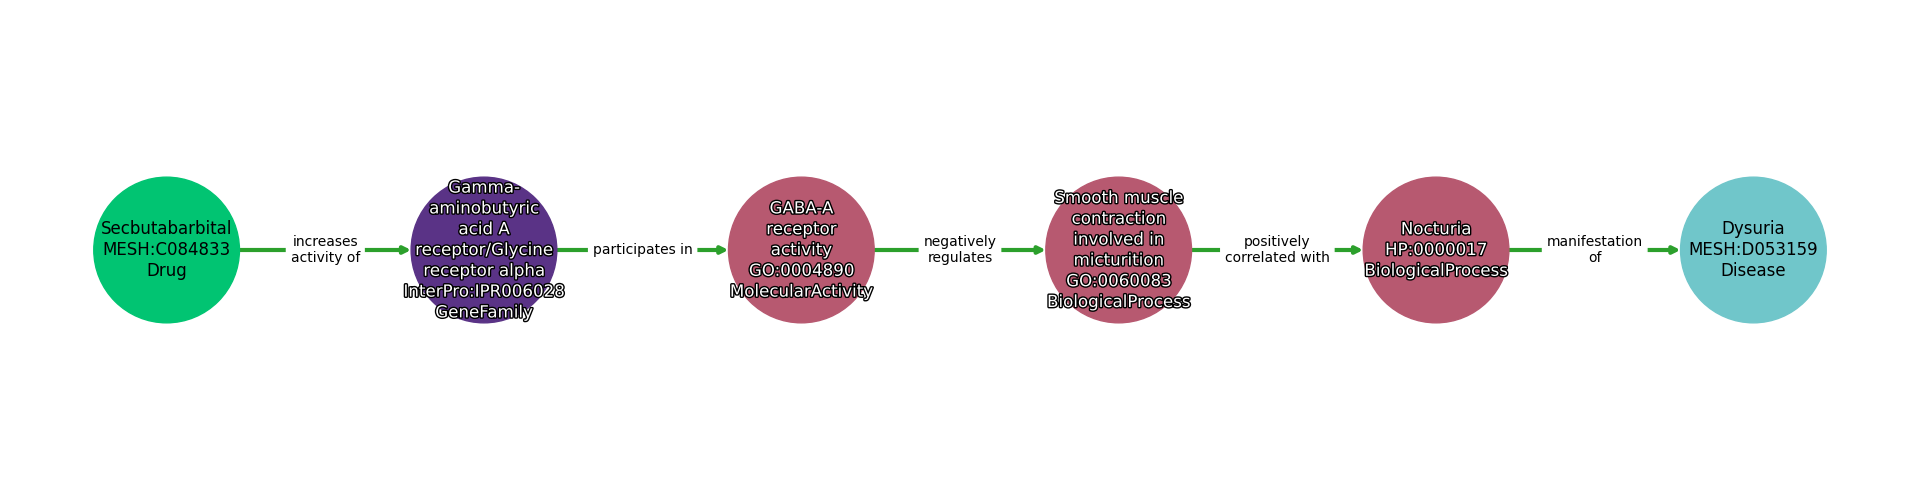 Secbutabarbital
MESH:C084833
Drug
increases
activity of
Gamma-
aminobutyric
acid A
receptor/Glycine
receptor alpha
InterPro:IPR006028
GeneFamily
participates in
GABA-A
receptor
activity
GO:0004890
MolecularActivity
negatively
regulates
Smooth muscle
contraction
involved in
micturition
GO:0060083
BiologicalProcess
positively
correlated with
Nocturia
HP:0000017
BiologicalProcess
manifestation
of
Dysuria
MESH:D053159
Disease